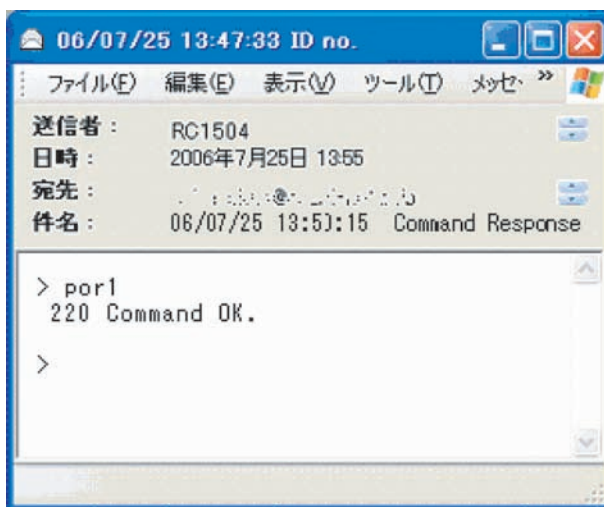 06/07/25 13:47:33 ID no.
ファイル(F) 編集(E) 表示(V) ツール(T) メッセ »
送信者： RC1504
日時： 2006年7月25日 13:55
宛先：
件名： 06/07/25 13:50:15 Command Response
> por1
220 Command OK.
>